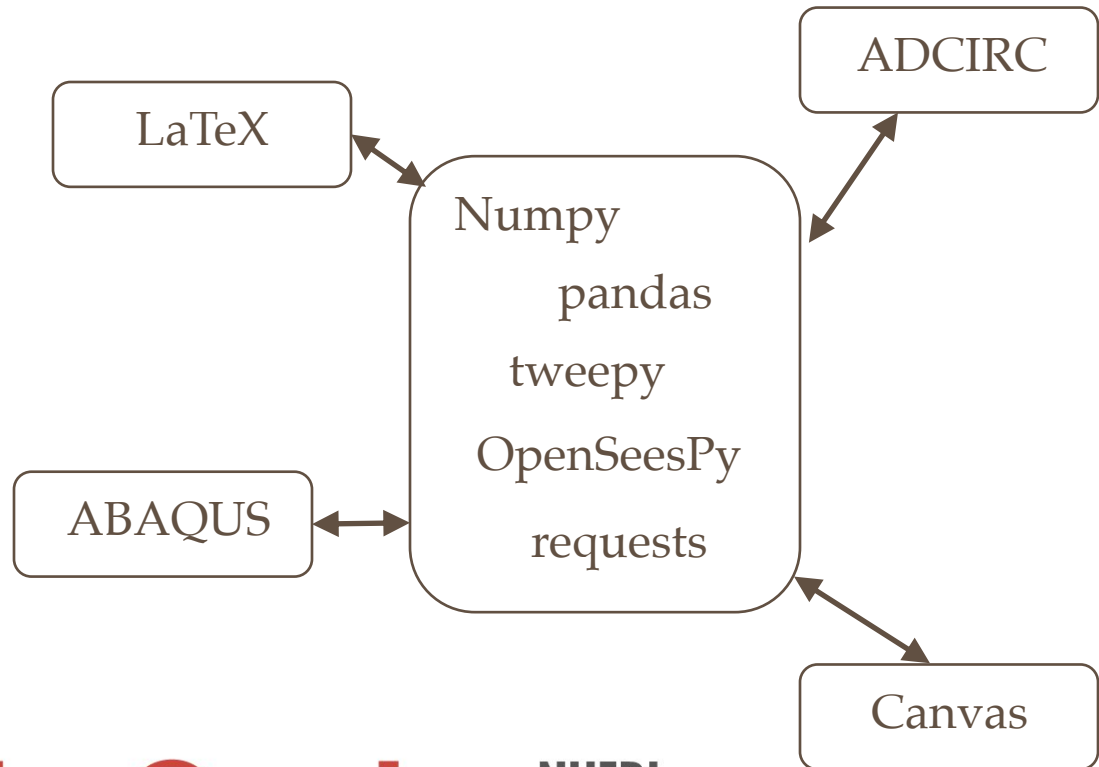 ADCIRC
LaTeX
Numpy
pandas
tweepy
OpenSeesPy
ABAQUS
requests
Canvas